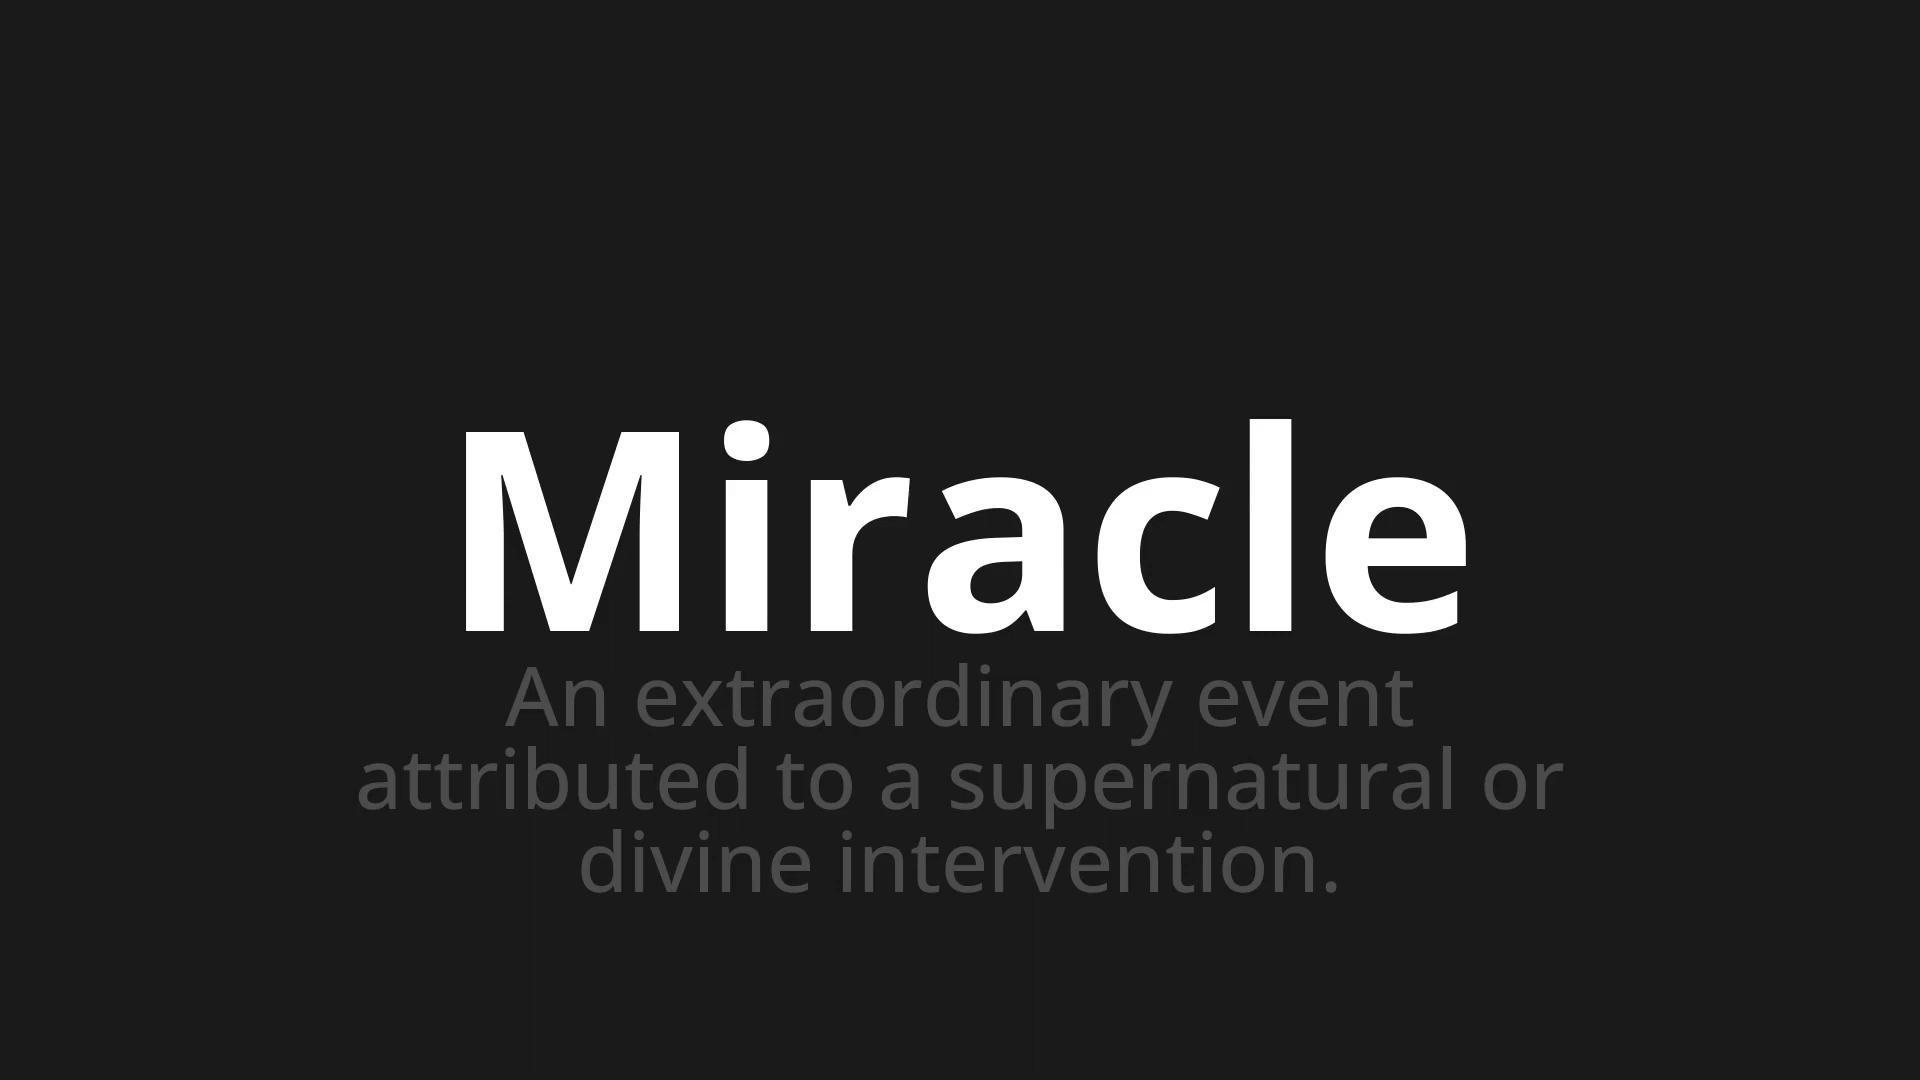 Miracle
An extraordinary event
attributed to a supernatural or
divine intervention.